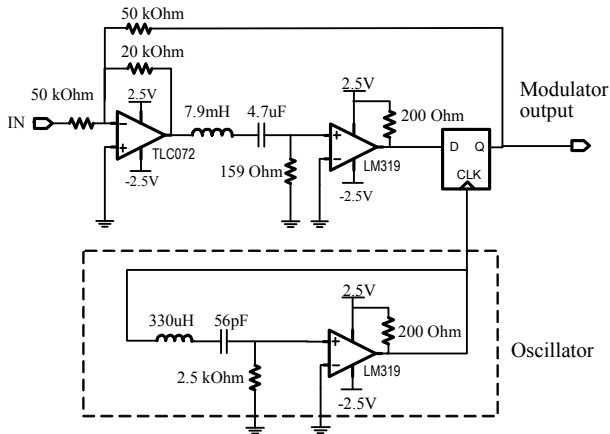 50 kOhm
20 kOhm
50 kOhm
2.5V
7.9mH
4.7uF
2.5V
200 Ohm
Modulator
output
IN
TLC072
-2.5V
159 Ohm
LM319
-2.5V
D
Q
CLK
2.5V
330uH
56pF
200 Ohm
2.5 kOhm
LM319
-2.5V
Oscillator